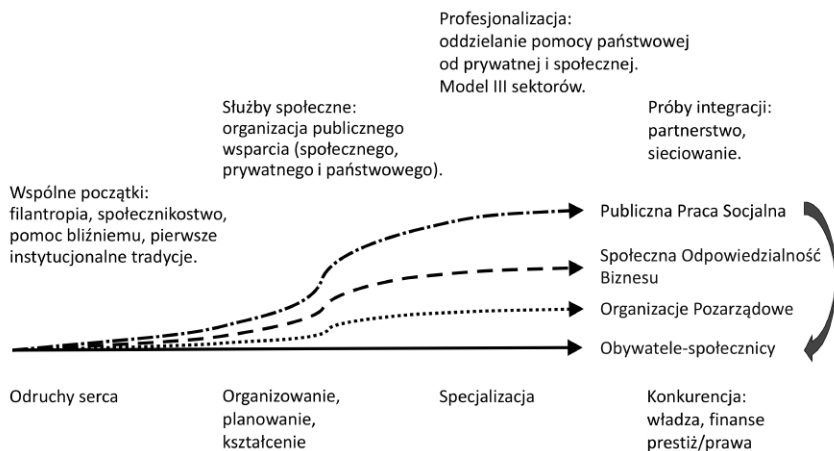 Profesjonalizacja:
oddzielanie pomocy państwowej
od prywatnej i społecznej.
Model III sektorów.
Służby społeczne:
organizacja publicznego
wsparcia (społecznego,
prywatnego i państwowego).
Próby integracji:
partnerstwo,
sieciowanie.
Wspólne początki:
filantropia, społecznikostwo,
pomoc bliźniemu, pierwsze
instytucjonalne tradycje.
Publiczna Praca Socjalna
Społeczna Odpowiedzialność
Biznesu
Organizacje Pozarządowe
Obywatele-społecznicy
Odruchy serca
Organizowanie,
planowanie,
kształcenie
Specjalizacja
Konkurencja:
władza, finanse
prestiż/prawa